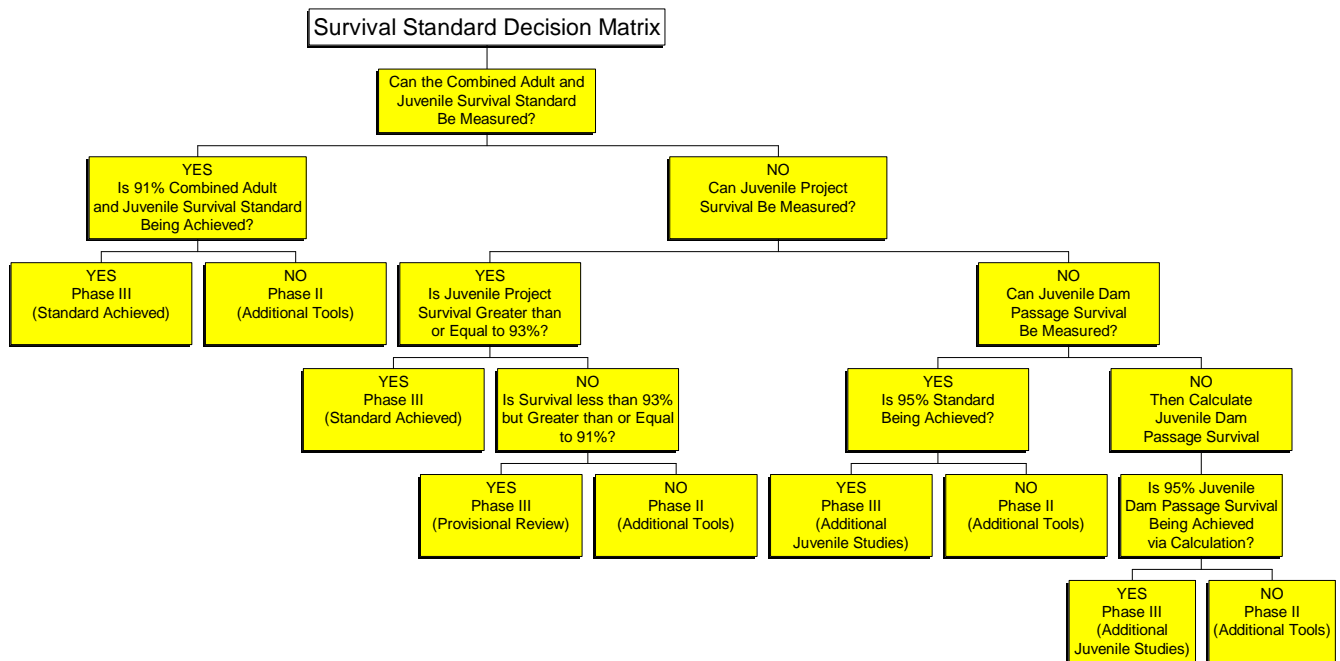 Survival Standard Decision Matrix
Can the Combined Adult and
Juvenile Survival Standard
Be Measured?
YES
Is 91% Combined Adult
and Juvenile Survival Standard
Being Achieved?
NO
Can Juvenile Project
Survival Be Measured?
YES
Phase III
(Standard Achieved)
NO
Phase II
(Additional Tools)
YES
Is Juvenile Project
Survival Greater than
or Equal to 93%?
NO
Can Juvenile Dam
Passage Survival
Be Measured?
YES
Phase III
(Standard Achieved)
NO
Is Survival less than 93%
but Greater than or Equal
to 91%?
YES
Is 95% Standard
Being Achieved?
NO
Then Calculate
Juvenile Dam
Passage Survival
YES
Phase III
(Provisional Review)
NO
Phase II
(Additional Tools)
YES
Phase III
(Additional
Juvenile Studies)
NO
Phase II
(Additional Tools)
Is 95% Juvenile
Dam Passage Survival
Being Achieved
via Calculation?
YES
Phase III
(Additional
Juvenile Studies)
NO
Phase II
(Additional Tools)